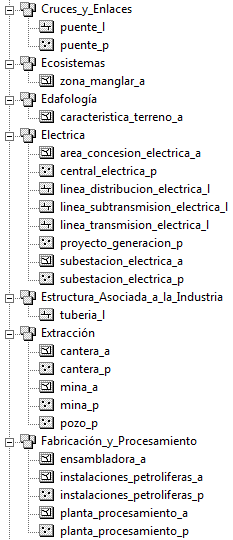 Cruces_y_Enlaces
puente_l
puente_p
Ecosistemas
zona_manglar_a
Edafología
caracteristica_terreno_a
Electrica
area_concesion_electrica_a
central_electrica_p
linea_distribucion_electrica_l
linea_subtransmision_electrica_l
linea_transmision_electrica_l
proyecto_generacion_p
subestacion_electrica_a
subestacion_electrica_p
Estructura_Asociada_a_la_Industria
tuberia_l
Extracción
cantera_a
cantera_p
mina_a
mina_p
pozo_p
Fabricación_y_Procesamiento
ensambladora_a
instalaciones_petroliferas_a
instalaciones_petroliferas_p
planta_procesamiento_a
planta_procesamiento_p